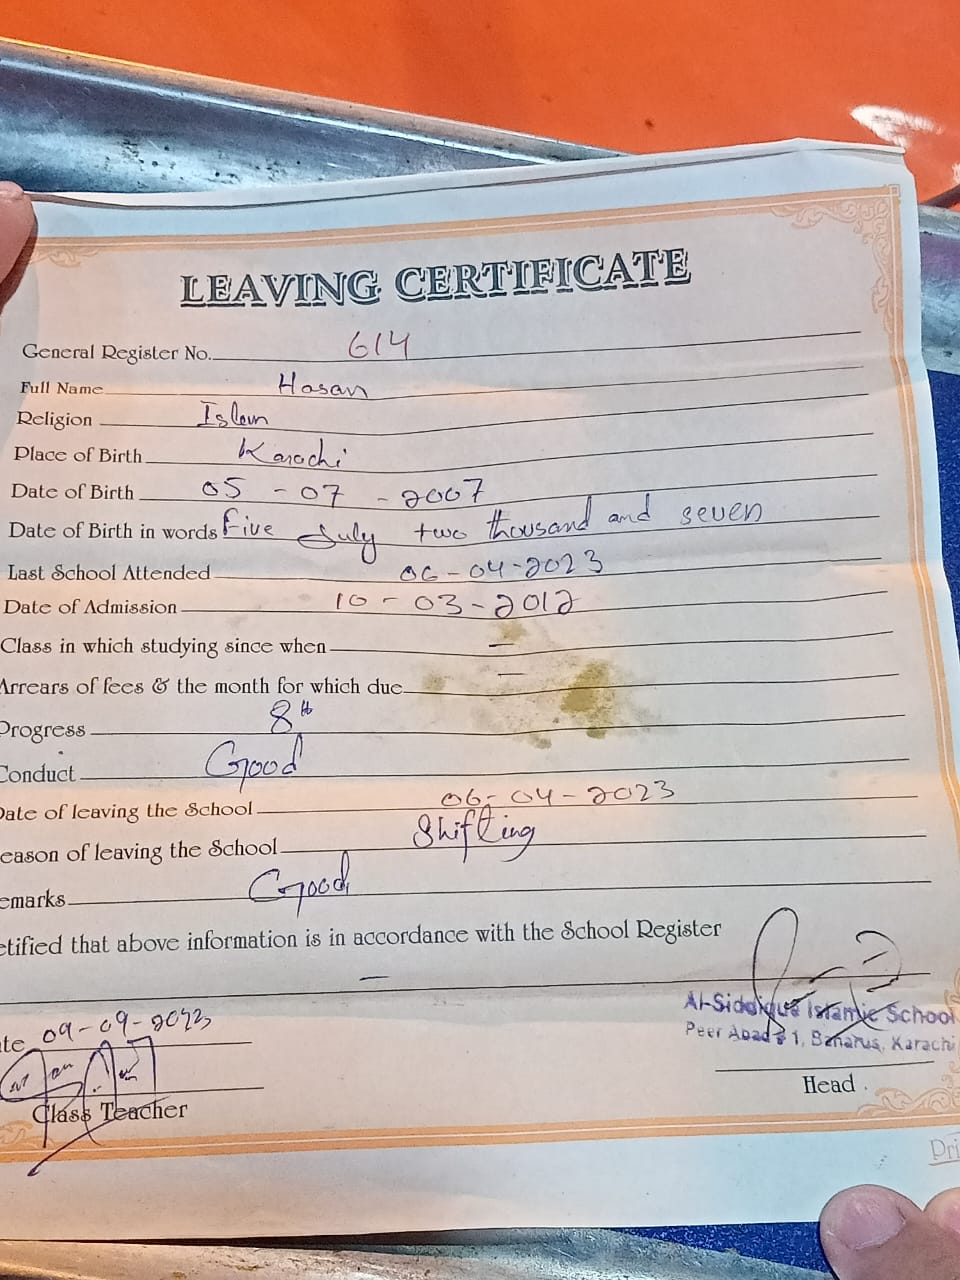 LEAVING CERTIFICATE
General Register No. 614
Full Name Hasan
Religion Islam
Place of Birth Karachi
Date of Birth 05 - 07 - 2007
Date of Birth in words Five July two thousand and seven
Last School Attended 06-04-2023
Date of Admission 10-03-2012
Class in which studying since when —
Arrears of fees & the month for which due —
Progress 8th
Conduct Good
Date of leaving the School 06-04-2023
eason of leaving the School Shifting
emarks Good
etified that above information is in accordance with the School Register
—
Al-Siddique Islamic School
Peer Abad # 1, Banarus, Karachi
ate 09-09-2023
Head
Class Teacher
Pri